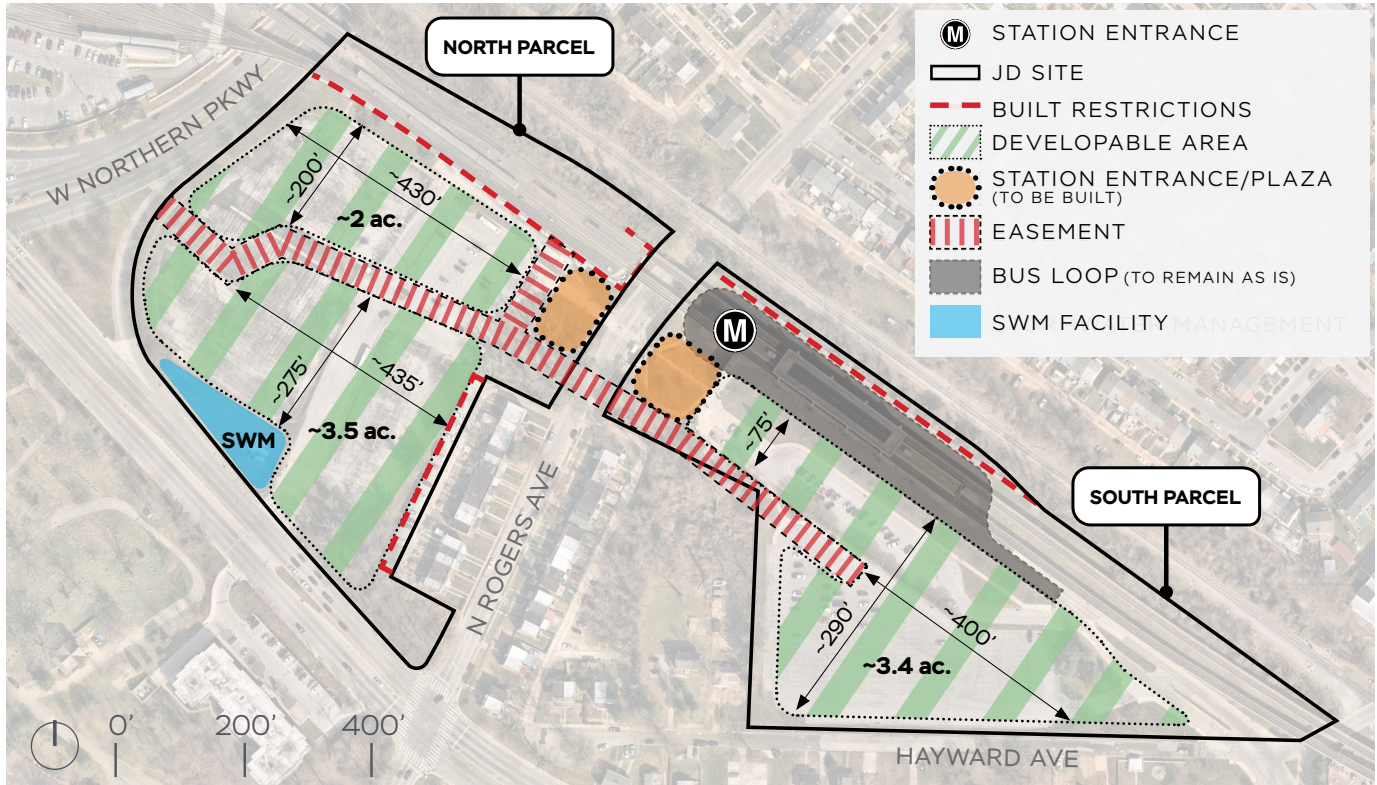 NORTH PARCEL
W NORTHERN PKWY
~200'
~430'
~2 ac.
~275'
~435'
~3.5 ac.
SWM
N ROGERS AVE
M
~75'
SOUTH PARCEL
~290'
~400'
~3.4 ac.
HAYWARD AVE
0' 200' 400'
M STATION ENTRANCE
JD SITE
BUILT RESTRICTIONS
DEVELOPABLE AREA
STATION ENTRANCE/PLAZA
(TO BE BUILT)
EASEMENT
BUS LOOP (TO REMAIN AS IS)
SWM FACILITY MANAGEMENT